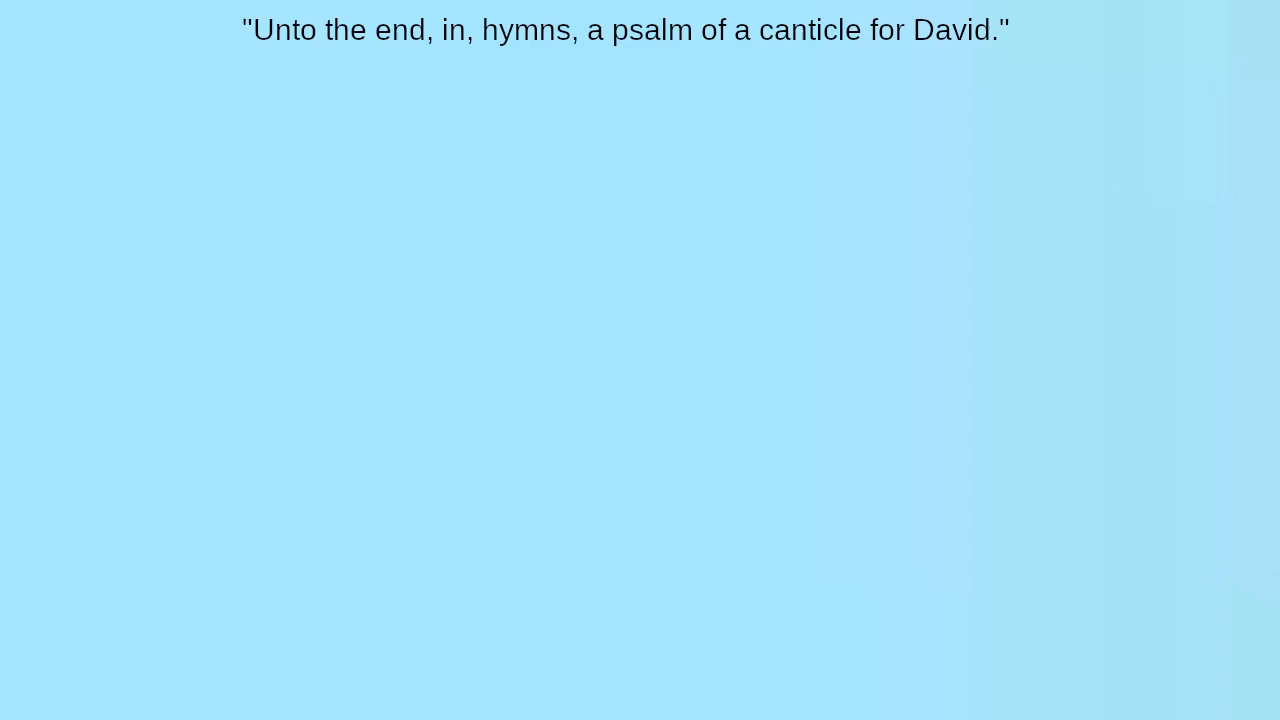 "Unto the end, in, hymns, a psalm of a canticle for David."